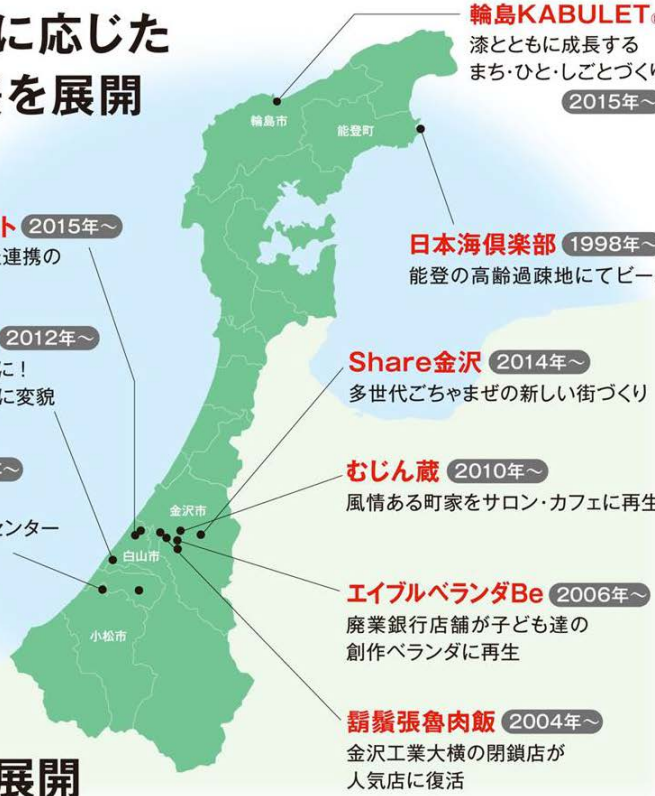 に応じた
を展開
輪島KABULET
漆とともに成長する
まち・ひと・しごとづくり
2015年～
輪島市
能登町
ト 2015年～
連携の
日本海倶楽部 1998年～
能登の高齢過疎地にてビー
2012年～
に！
に変貌
Share金沢 2014年～
多世代ごちゃまぜの新しい街づくり
～
センター
むじん蔵 2010年～
風情ある町家をサロン・カフェに再生
金沢市
白山市
小松市
エイブルベランダBe 2006年～
廃業銀行店舗が子ども達の
創作ベランダに再生
鬍鬚張魯肉飯 2004年～
金沢工業大横の閉鎖店が
人気店に復活
展開